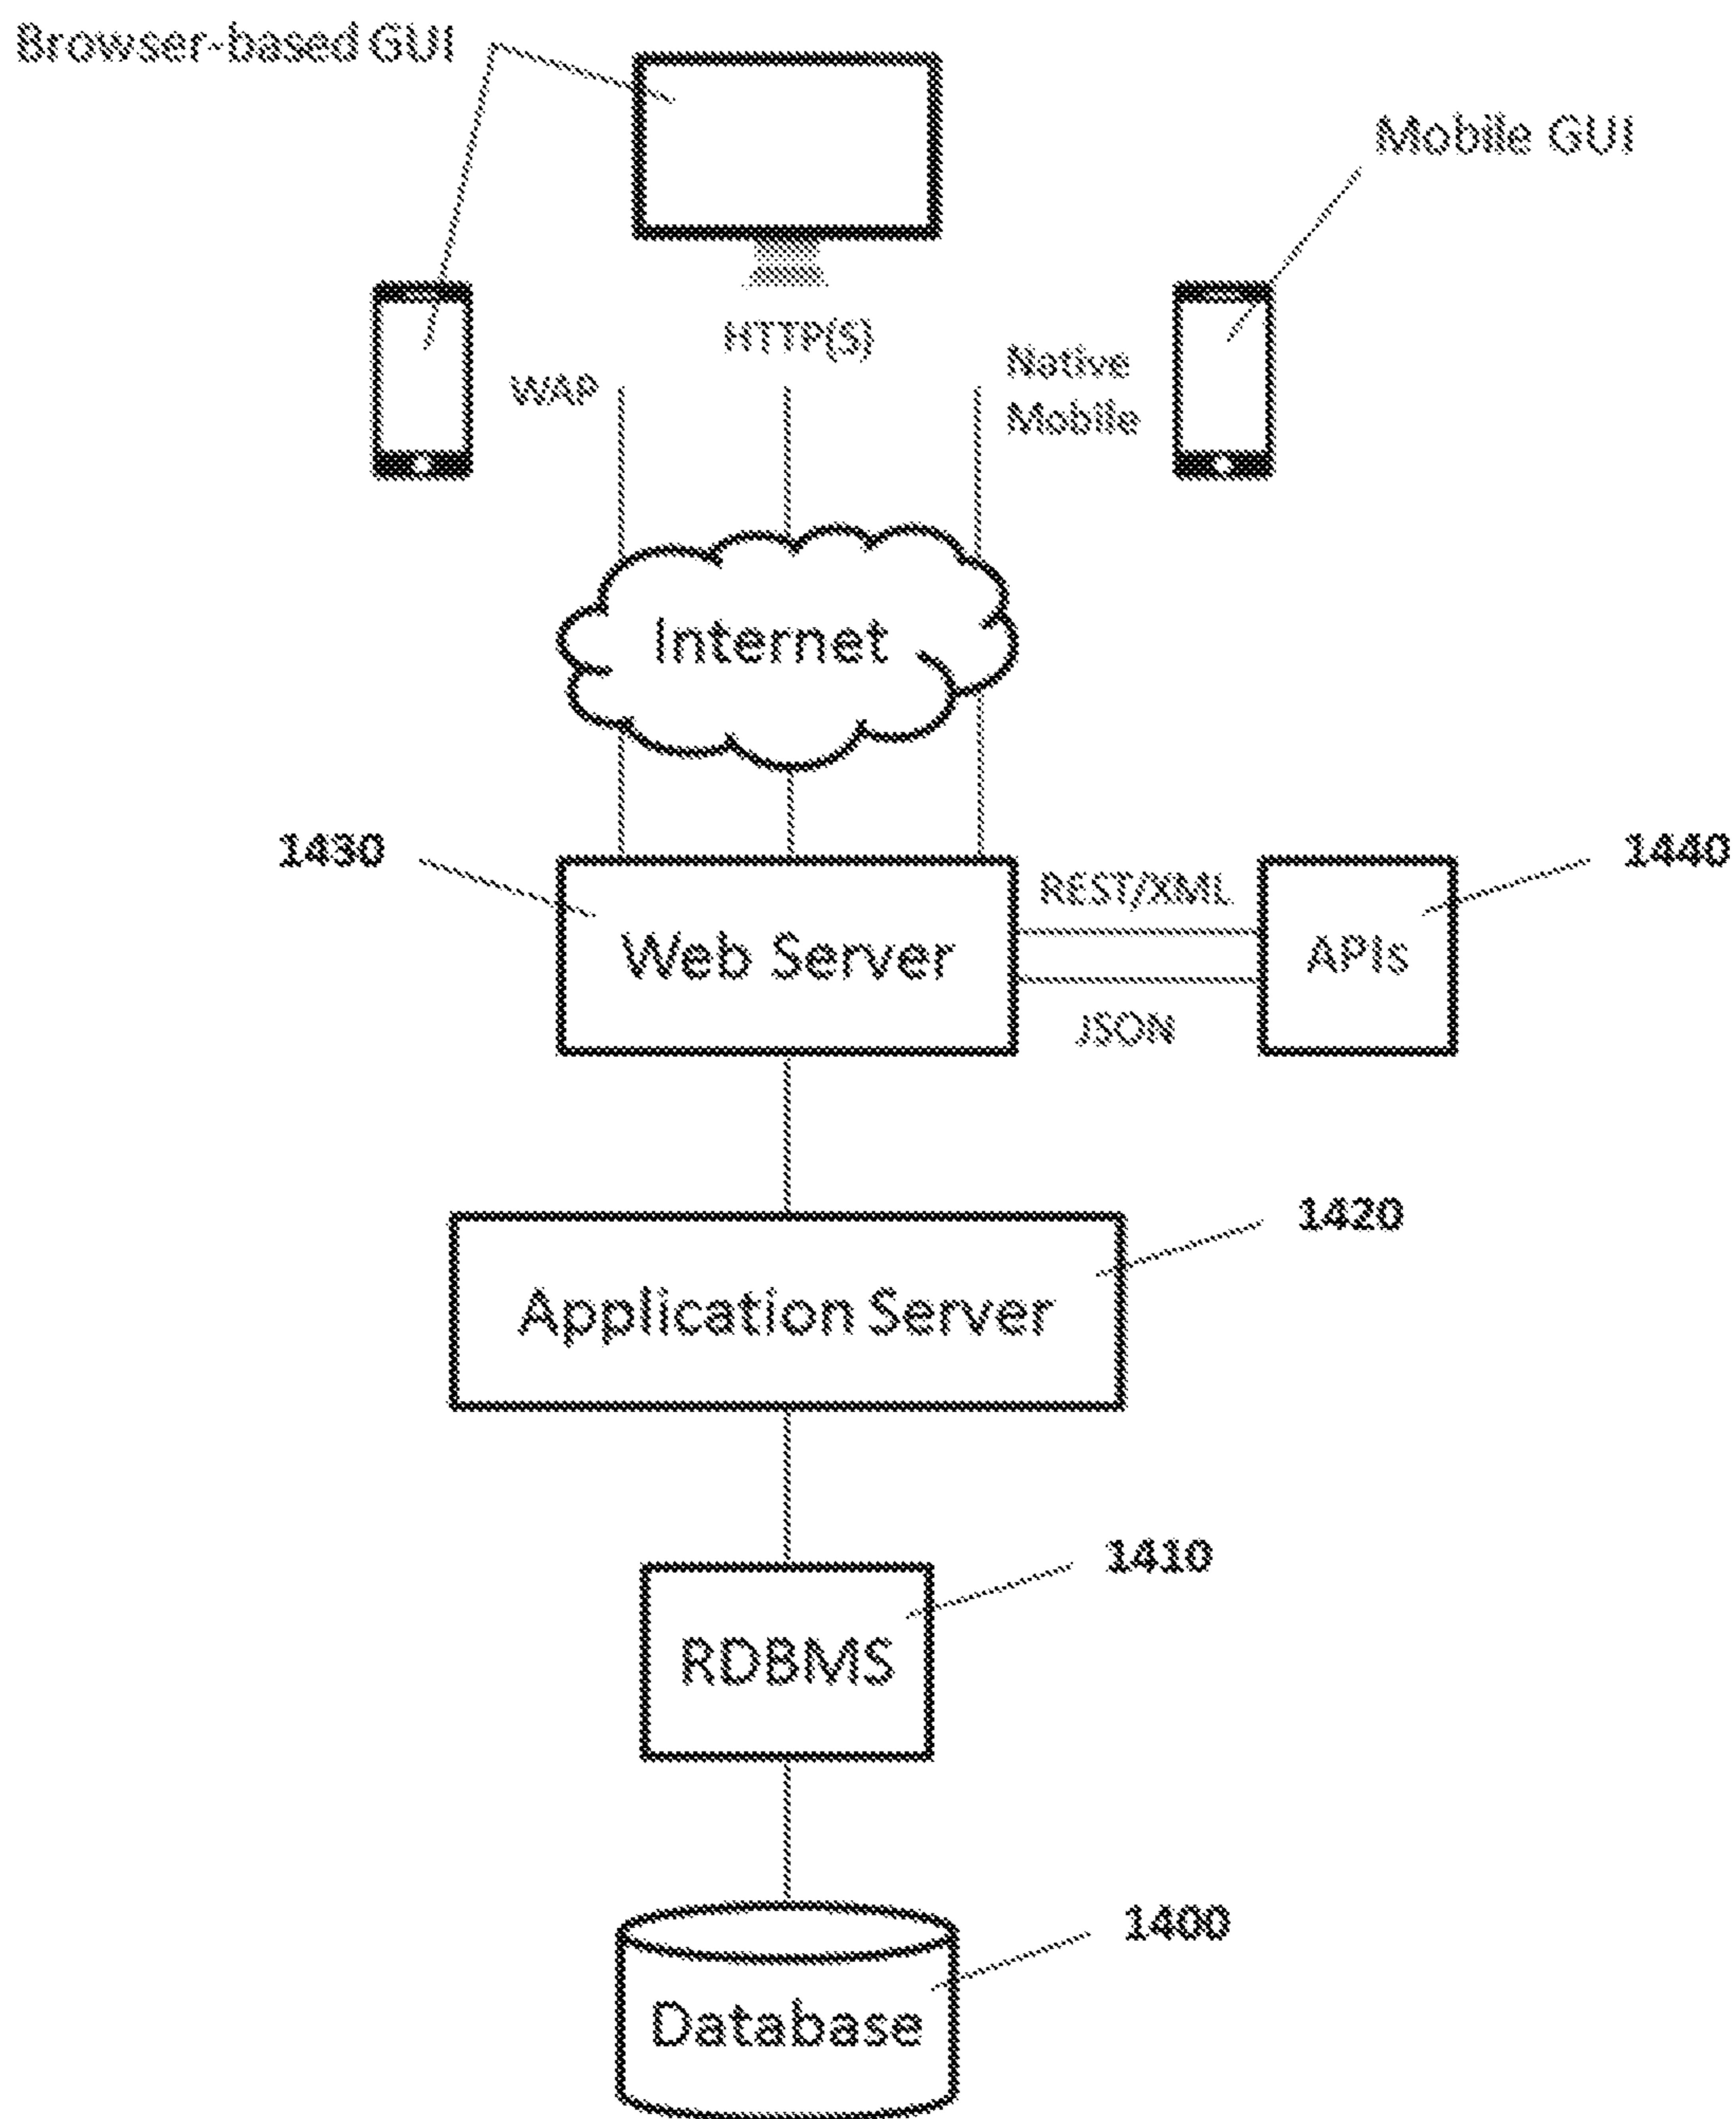 Browser-based GUI
Mobile GUI
HTTP(S)
WAP
Native
Mobile
Internet
1430
1440
REST/XML
Web Server
APIs
JSON
1420
Application Server
1410
RDBMS
1400
Database